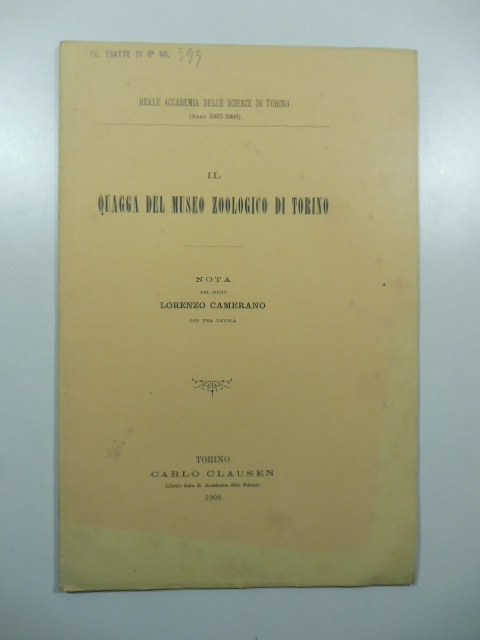 SC. ESATTE IN 8° NR. 399
REALE ACCADEMIA DELLE SCIENZE DI TORINO
(Anno 1907-1908)
IL
QUAGGA DEL MUSEO ZOOLOGICO DI TORINO
NOTA
DEL SOCIO
LORENZO CAMERANO
CON UNA TAVOLA
TORINO
CARLO CLAUSEN
Libraio della R. Accademia delle Scienze
1908